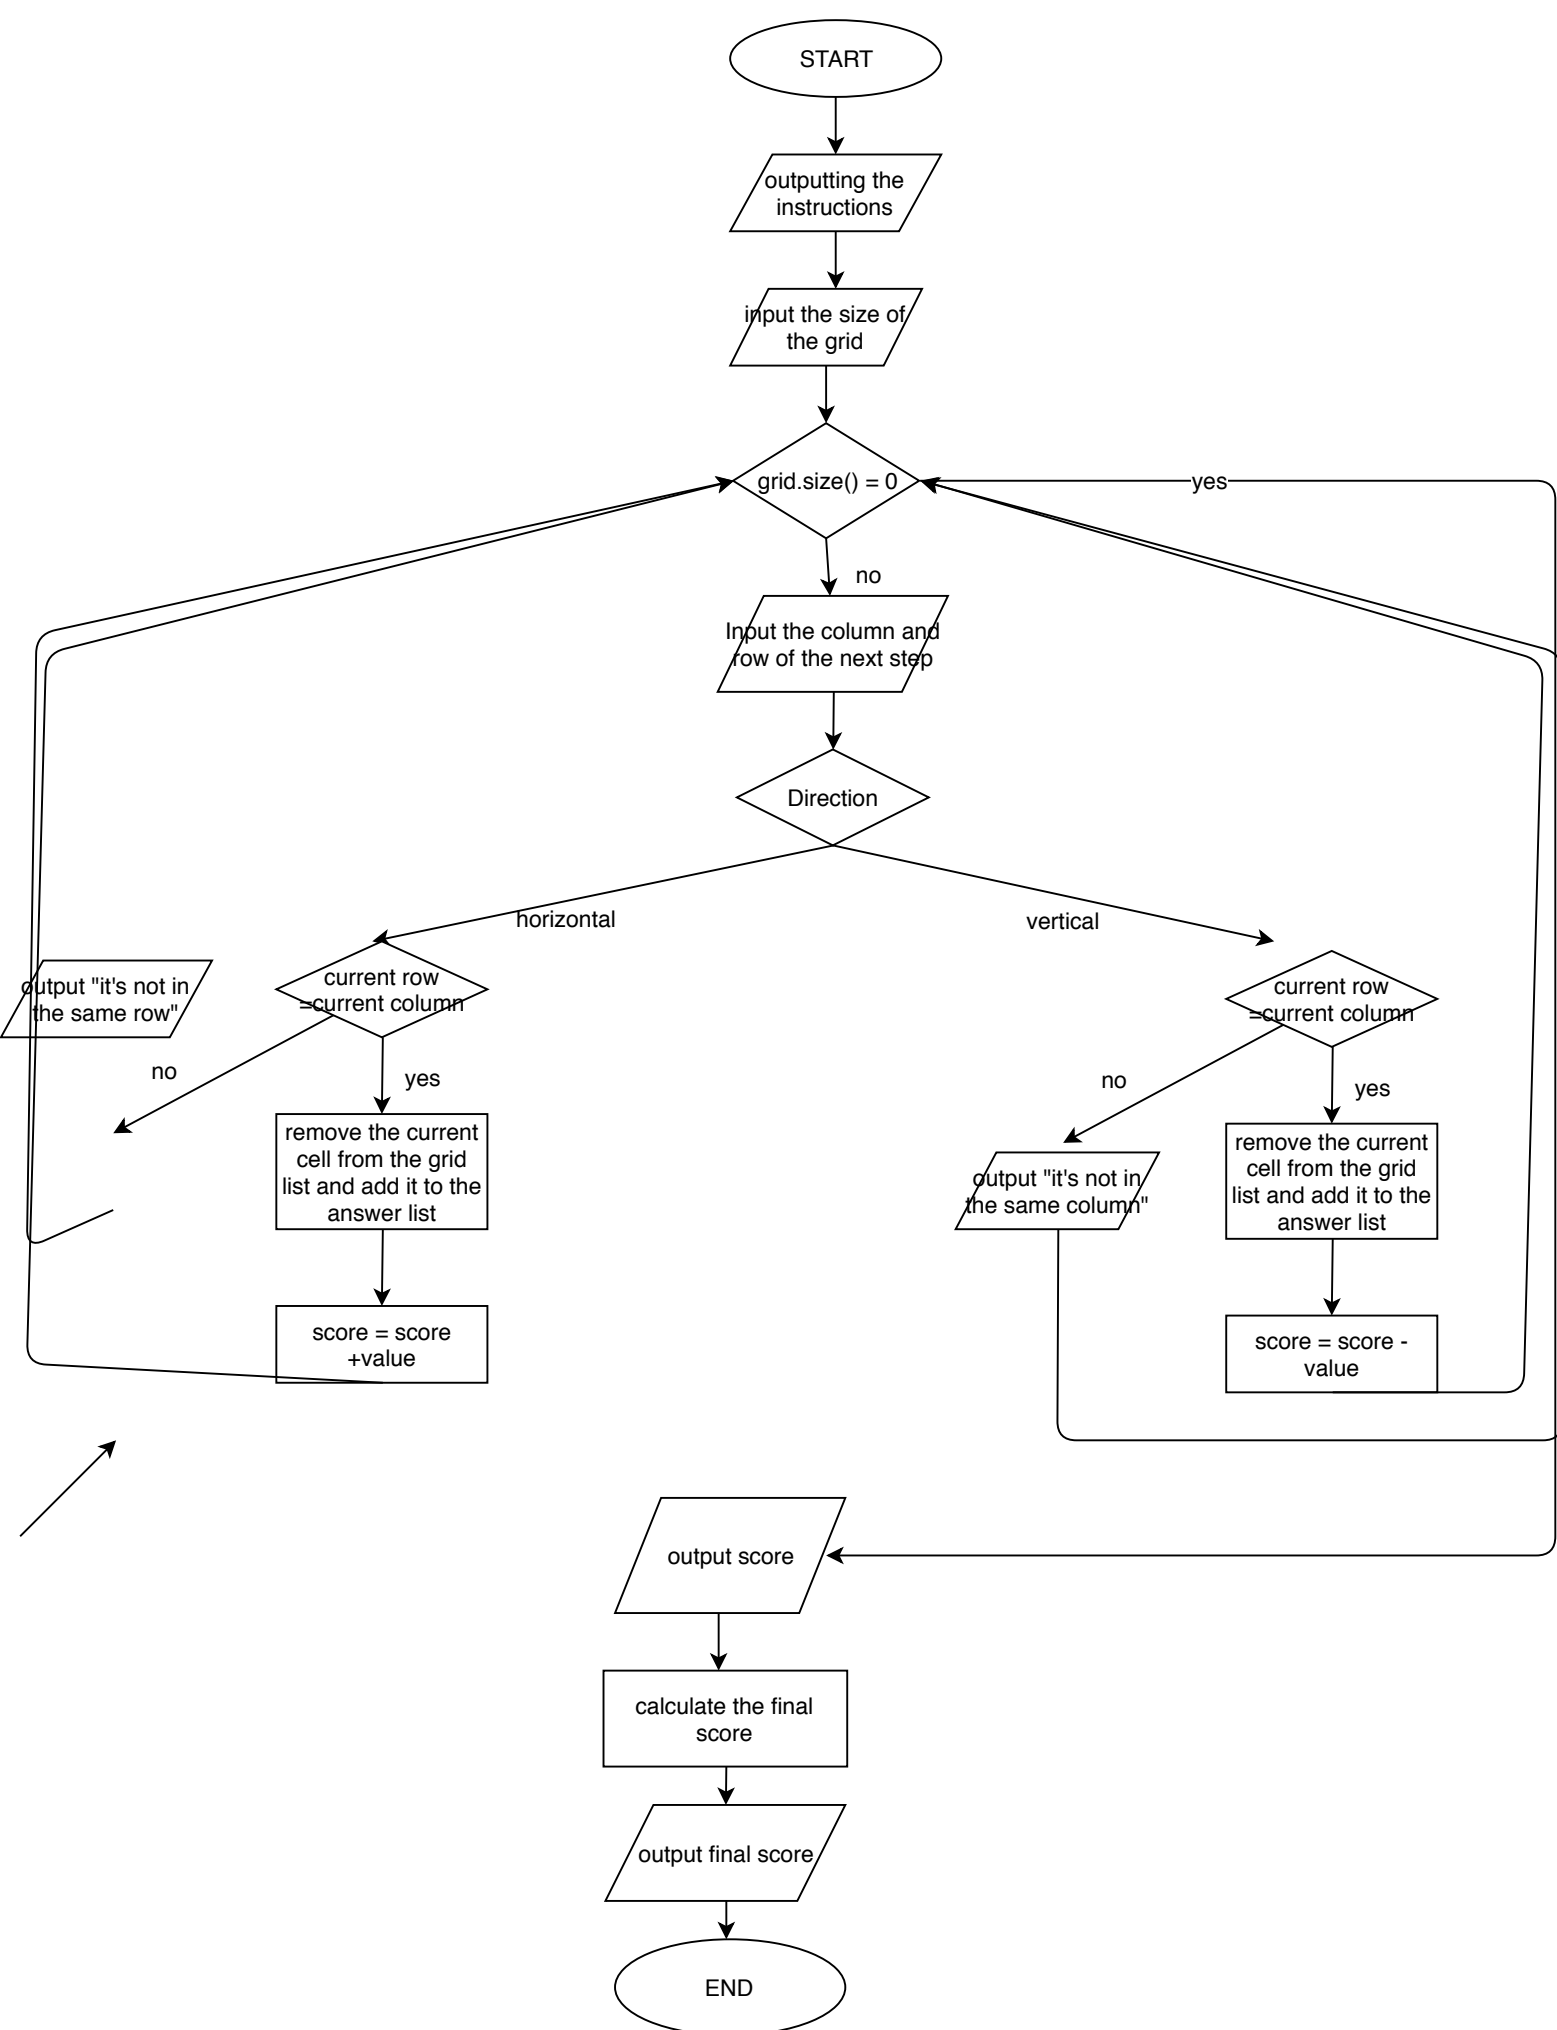 START
outputting the
instructions
input the size of
the grid
grid.size() = 0
yes
no
Input the column and
row of the next step
Direction
horizontal
vertical
output "it's not in
the same row"
current row
=current column
no
yes
remove the current
cell from the grid
list and add it to the
answer list
score = score
+value
current row
=current column
no
yes
output "it's not in
the same column"
remove the current
cell from the grid
list and add it to the
answer list
score = score -
value
output score
calculate the final
score
output final score
END